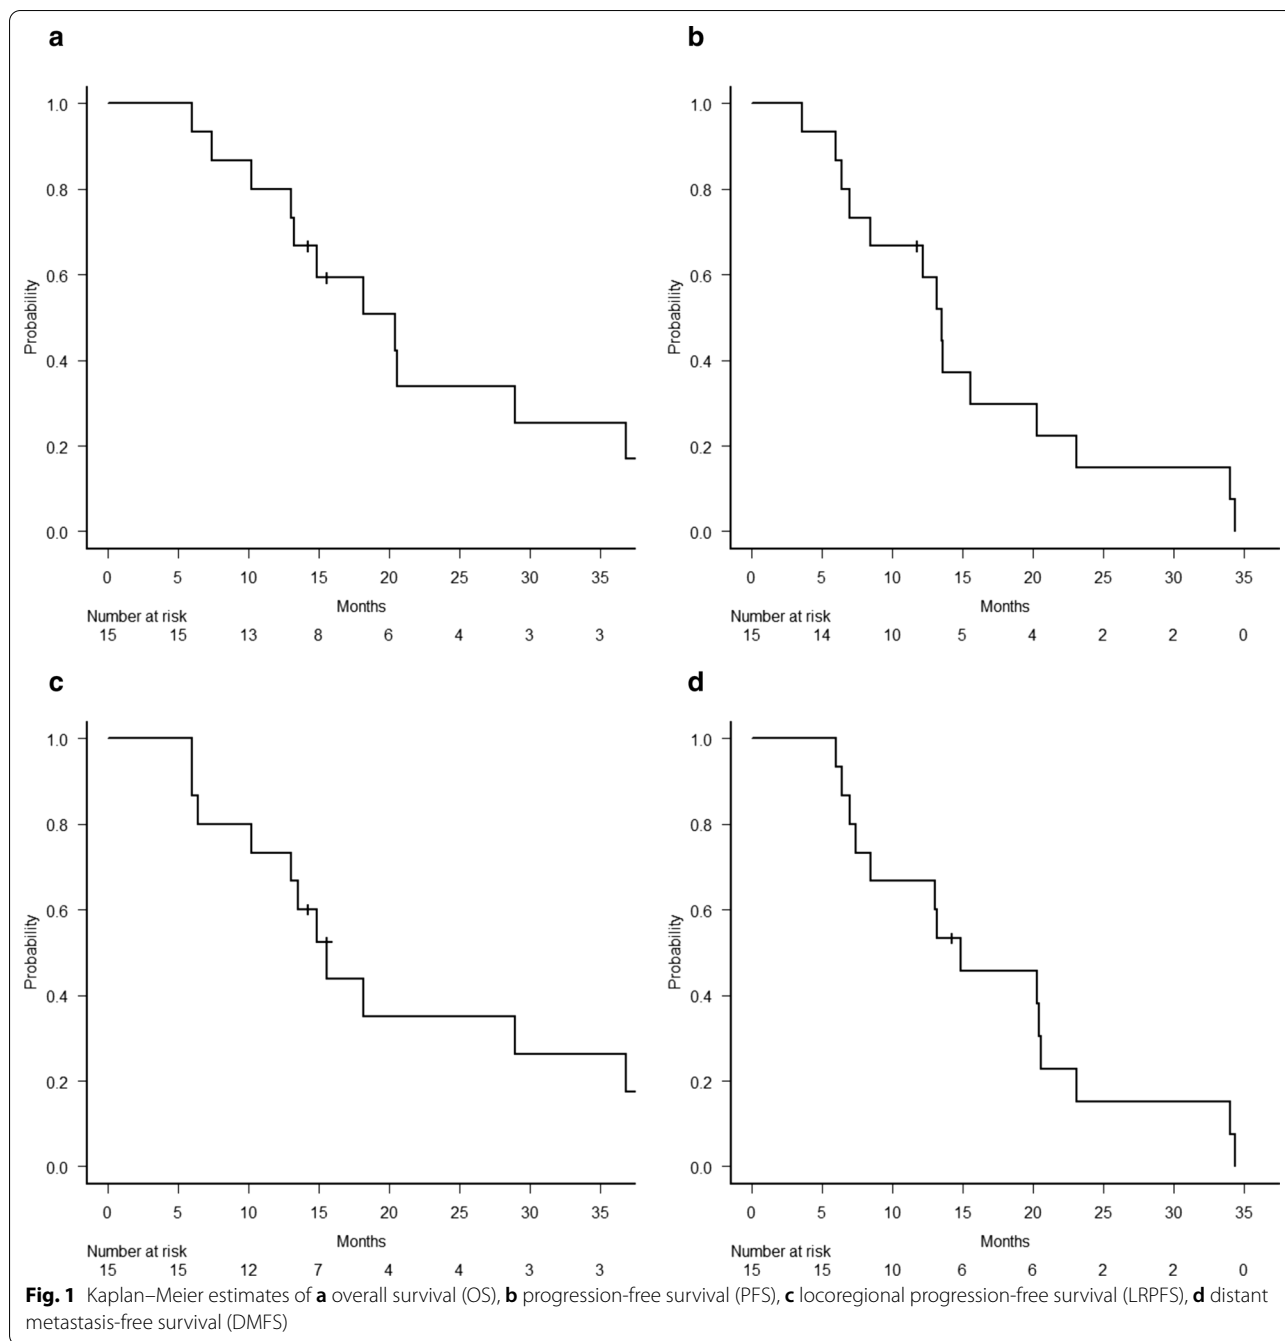 a
1.0
0.8
0.6
0.4
0.2
0.0
Probability
0 5 10 15 20 25 30 35
Months
Number at risk
15 15 13 8 6 4 3 3
b
1.0
0.8
0.6
0.4
0.2
0.0
Probability
0 5 10 15 20 25 30 35
Months
Number at risk
15 14 10 5 4 2 2 0
c
1.0
0.8
0.6
0.4
0.2
0.0
Probability
0 5 10 15 20 25 30 35
Months
Number at risk
15 15 12 7 4 4 3 3
d
1.0
0.8
0.6
0.4
0.2
0.0
Probability
0 5 10 15 20 25 30 35
Months
Number at risk
15 15 10 6 6 2 2 0
Fig. 1 Kaplan–Meier estimates of a overall survival (OS), b progression-free survival (PFS), c locoregional progression-free survival (LRPFS), d distant
metastasis-free survival (DMFS)